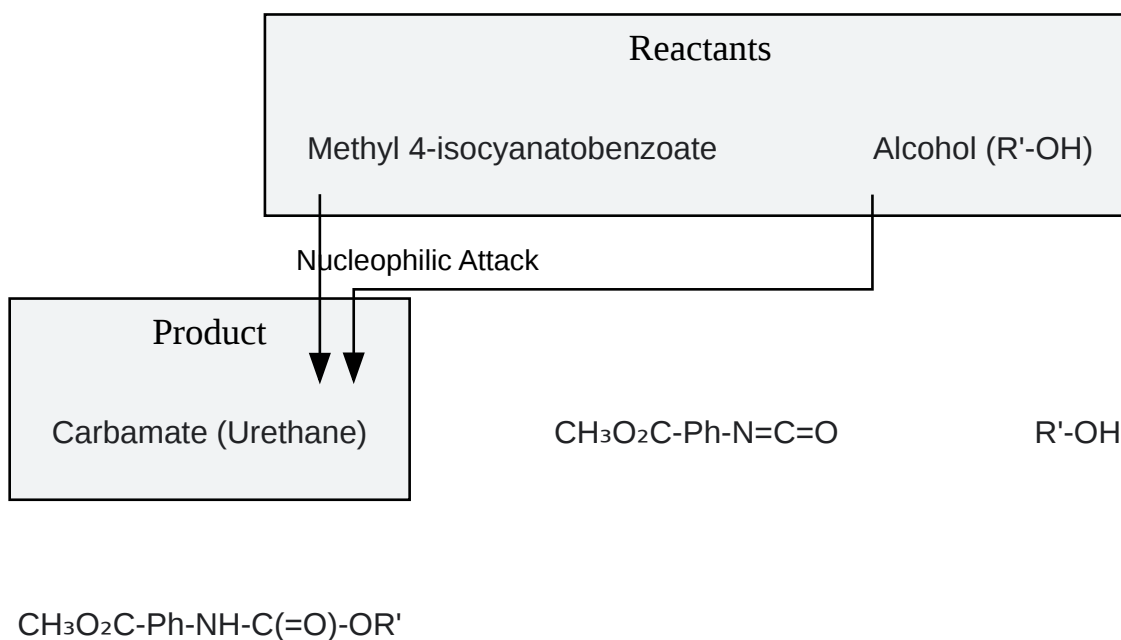 Reactants
Methyl 4-isocyanatobenzoate
Alcohol (R'-OH)
Nucleophilic Attack
Product
Carbamate (Urethane)
CH₃O₂C-Ph-N=C=O
R'-OH
CH₃O₂C-Ph-NH-C(=O)-OR'